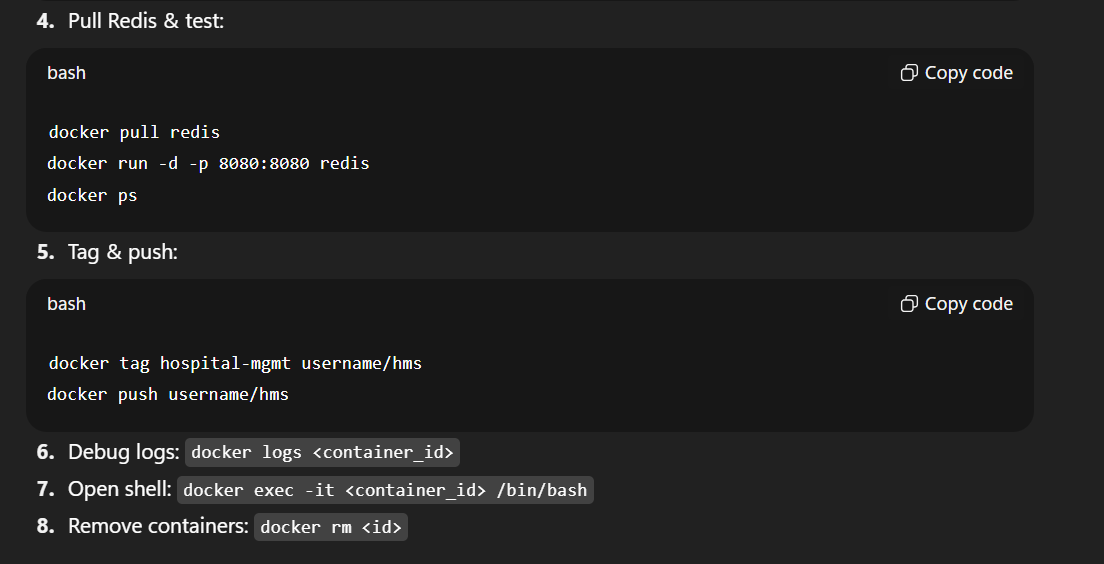 4. Pull Redis & test:
bash Copy code
docker pull redis
docker run -d -p 8080:8080 redis
docker ps
5. Tag & push:
bash Copy code
docker tag hospital-mgmt username/hms
docker push username/hms
6. Debug logs: docker logs <container_id>
7. Open shell: docker exec -it <container_id> /bin/bash
8. Remove containers: docker rm <id>